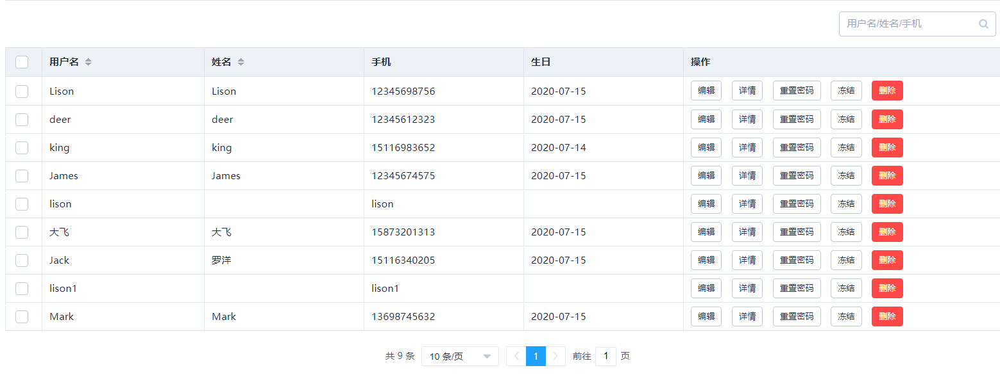 用户名/姓名/手机
用户名 姓名 手机 生日 操作
Lison Lison 12345698756 2020-07-15 编辑 详情 重置密码 冻结 删除
deer deer 12345612323 2020-07-15 编辑 详情 重置密码 冻结 删除
king king 15116983652 2020-07-14 编辑 详情 重置密码 冻结 删除
James James 12345674575 2020-07-15 编辑 详情 重置密码 冻结 删除
lison lison 编辑 详情 重置密码 冻结 删除
大飞 大飞 15873201313 2020-07-15 编辑 详情 重置密码 冻结 删除
Jack 罗洋 15116340205 2020-07-15 编辑 详情 重置密码 冻结 删除
lison1 lison1 编辑 详情 重置密码 冻结 删除
Mark Mark 13698745632 2020-07-15 编辑 详情 重置密码 冻结 删除
共 9 条 10 条/页 1 前往 1 页